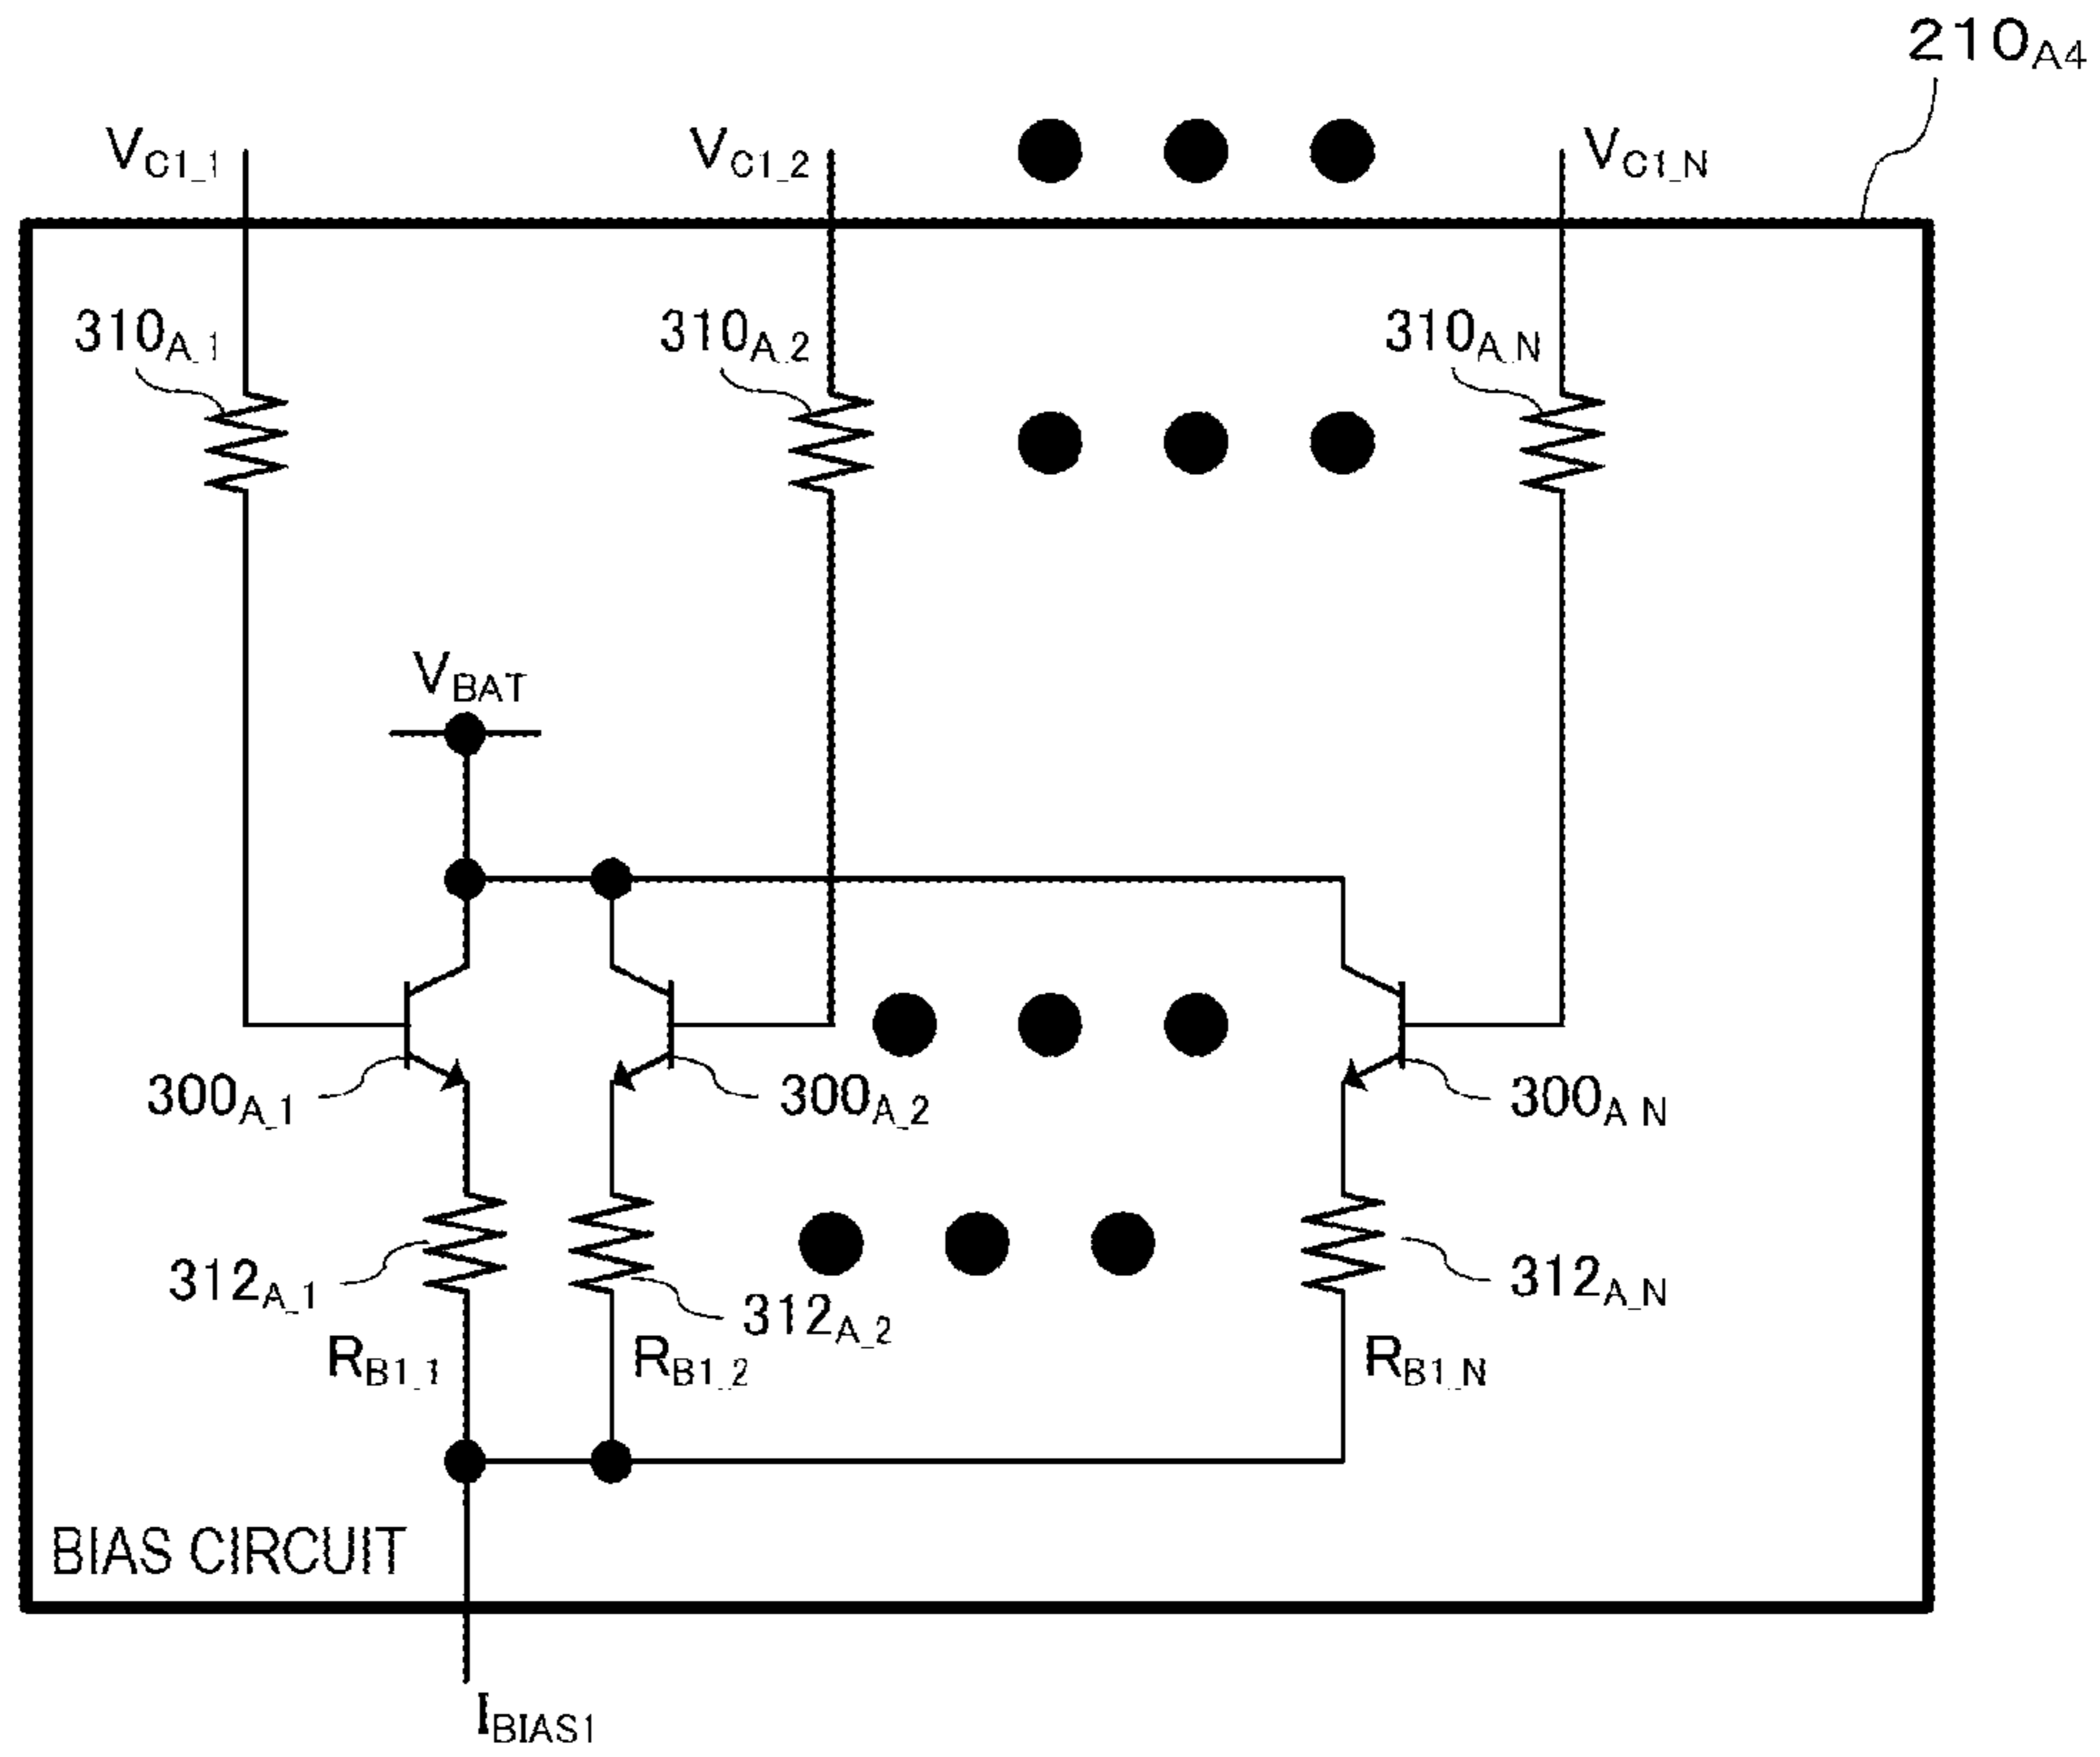 210A4
VC1_1
VC1_2
VC1_N
310A_1
310A_2
310A_N
VBAT
300A_1
300A_2
300A_N
312A_1
312A_2
312A_N
RB1_1
RB1_2
RB1_N
BIAS CIRCUIT
IBIAS1